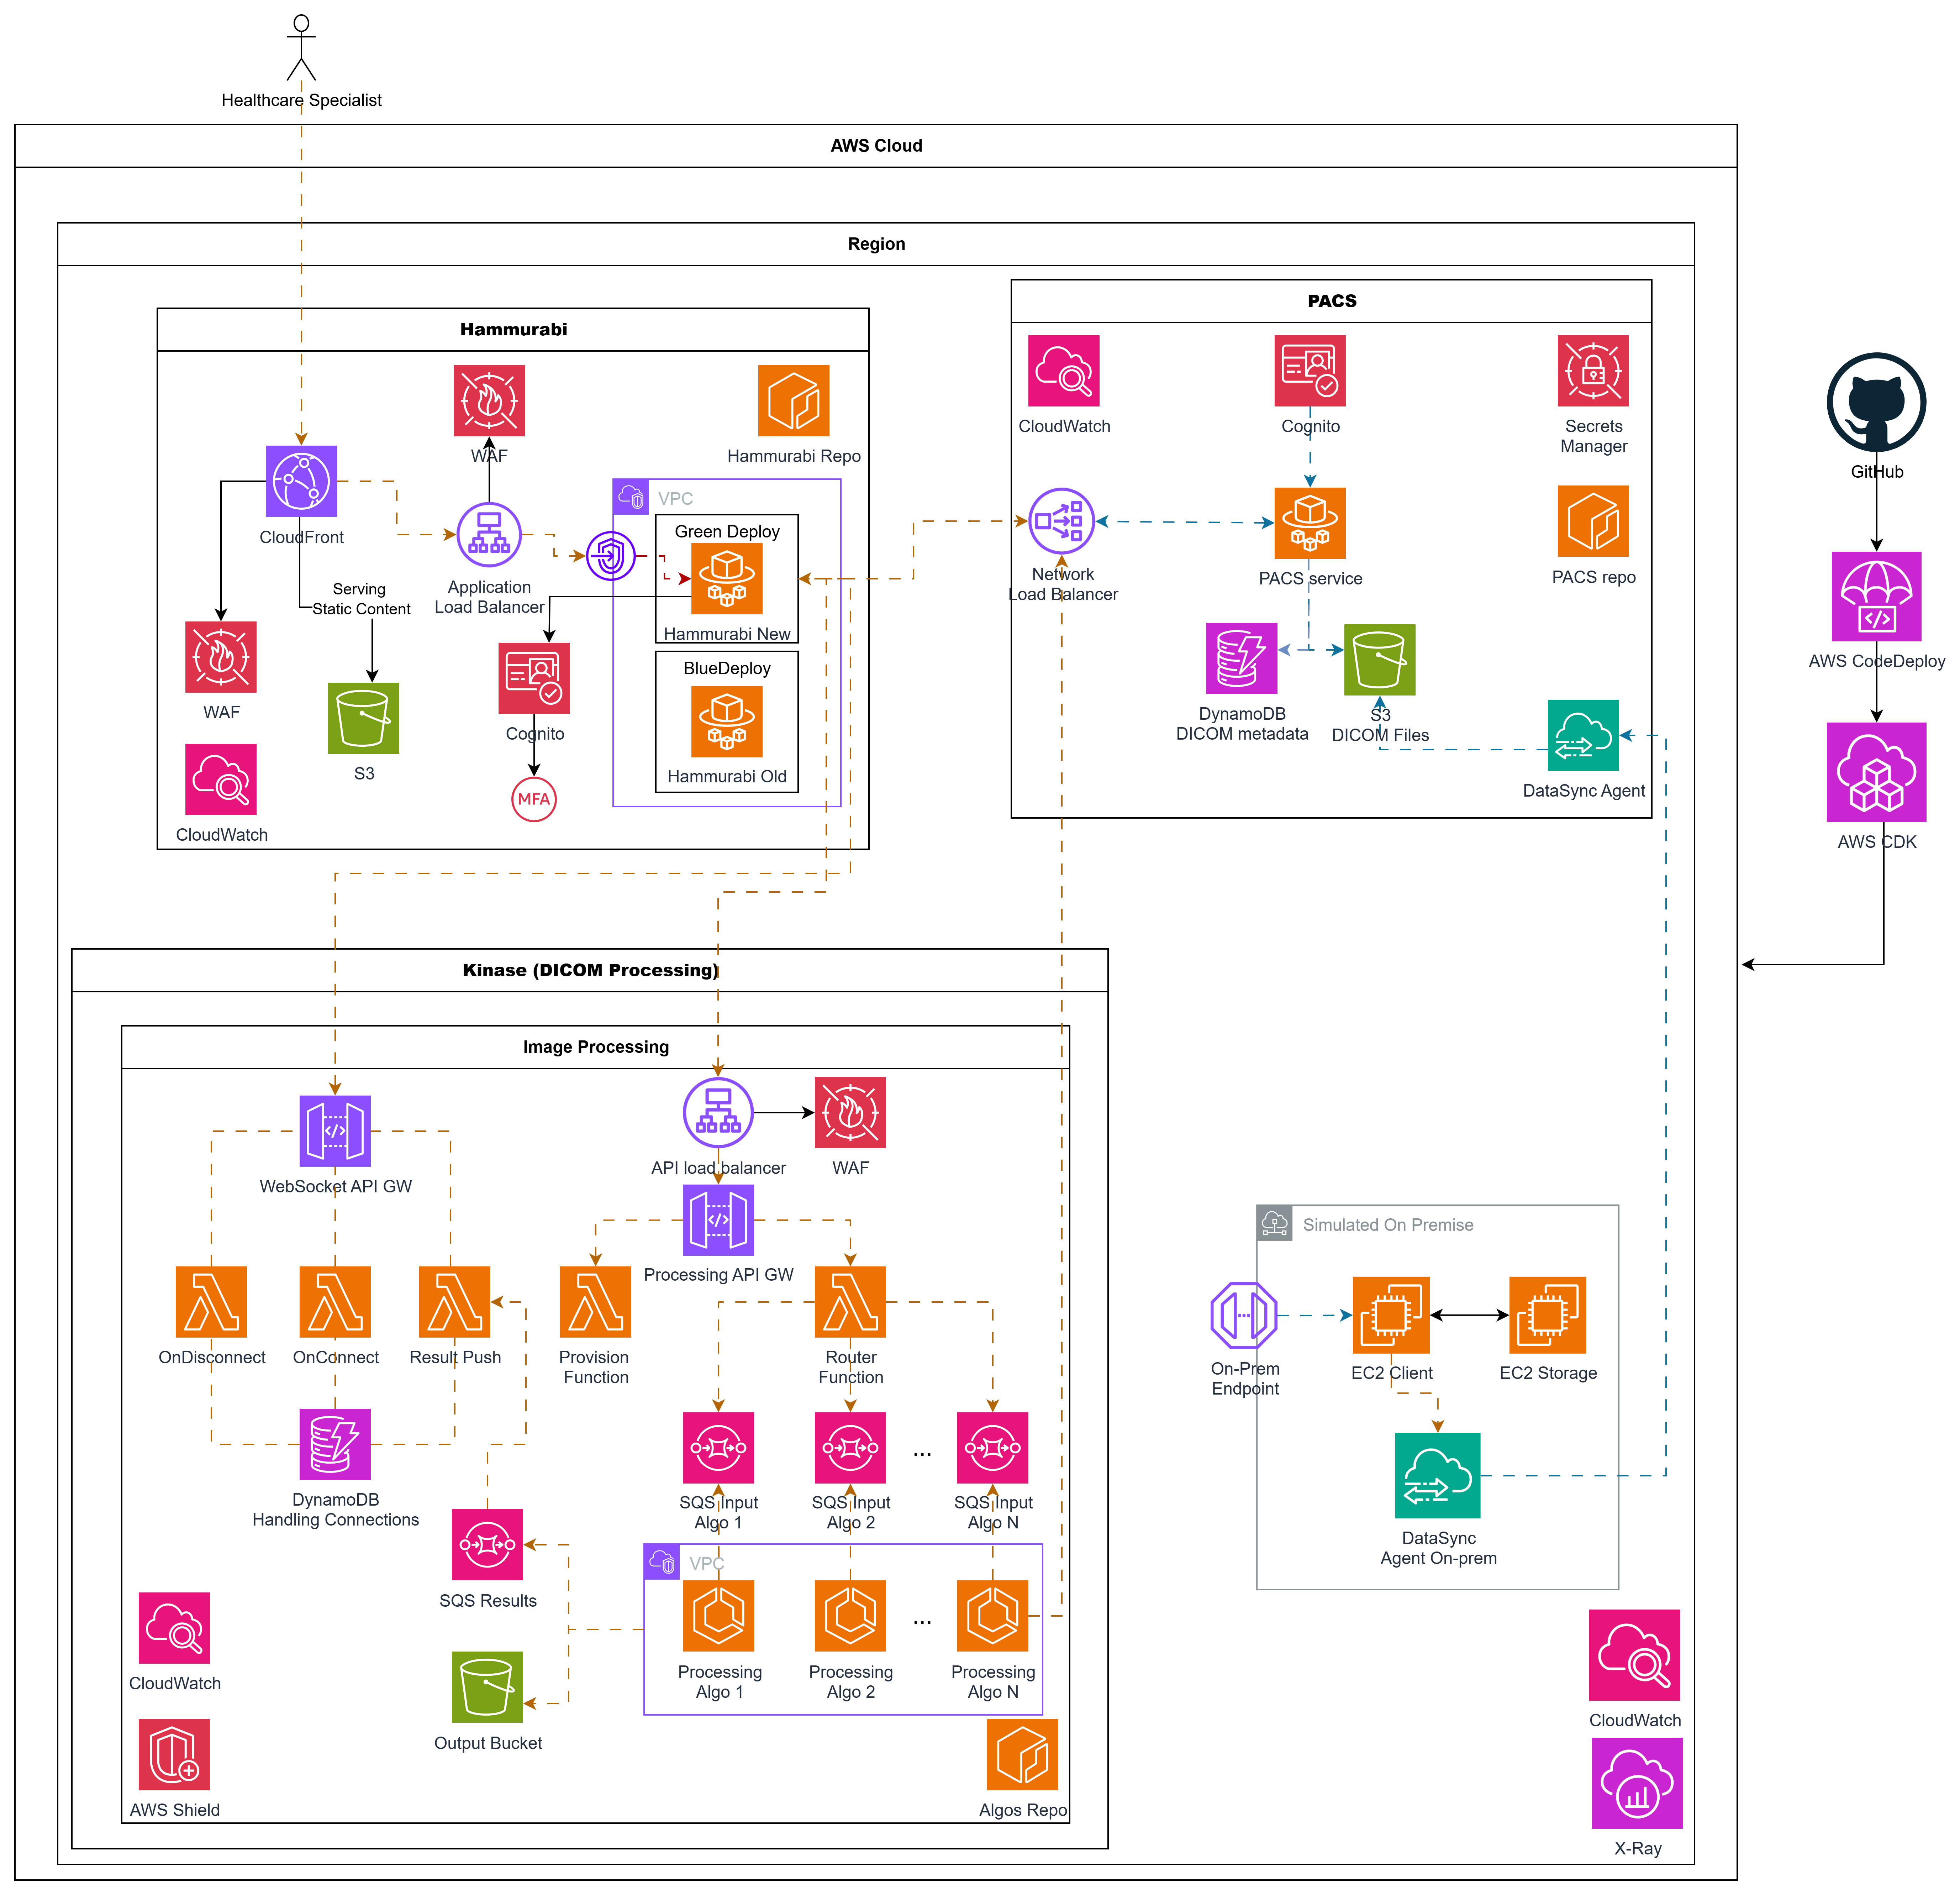 Healthcare Specialist
AWS Cloud
Region
Hammurabi
WAF
Hammurabi Repo
CloudFront
VPC
Green Deploy
Application
Load Balancer
Hammurabi New
Serving
Static Content
BlueDeploy
WAF
S3
Cognito
Hammurabi Old
MFA
CloudWatch
PACS
CloudWatch
Cognito
Secrets
Manager
Network
Load Balancer
PACS service
PACS repo
DynamoDB
DICOM metadata
S3
DICOM Files
DataSync Agent
GitHub
AWS CodeDeploy
AWS CDK
Kinase (DICOM Processing)
Image Processing
WebSocket API GW
API load balancer
WAF
Processing API GW
OnDisconnect
OnConnect
Result Push
Provision
Function
Router
Function
DynamoDB
Handling Connections
SQS Input
Algo 1
SQS Input
Algo 2
...
SQS Input
Algo N
SQS Results
VPC
Processing
Algo 1
Processing
Algo 2
...
Processing
Algo N
CloudWatch
Output Bucket
AWS Shield
Algos Repo
Simulated On Premise
On-Prem
Endpoint
EC2 Client
EC2 Storage
DataSync
Agent On-prem
CloudWatch
X-Ray